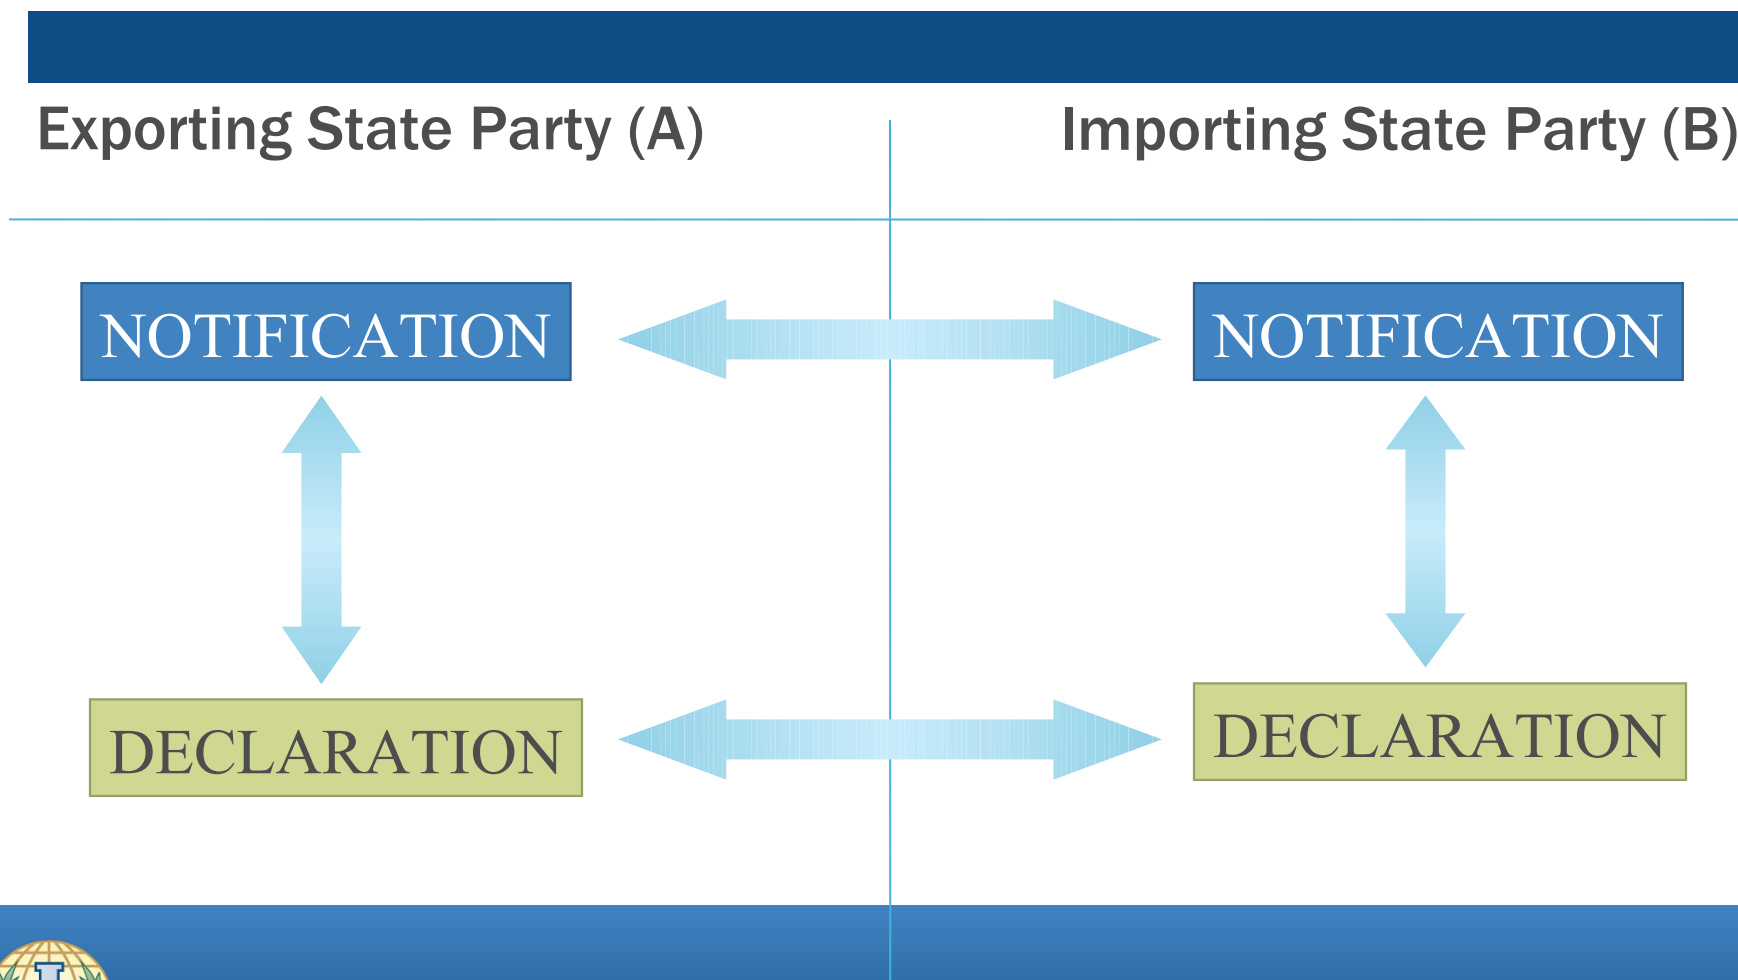 Exporting State Party (A)
Importing State Party (B)
NOTIFICATION
NOTIFICATION
DECLARATION
DECLARATION